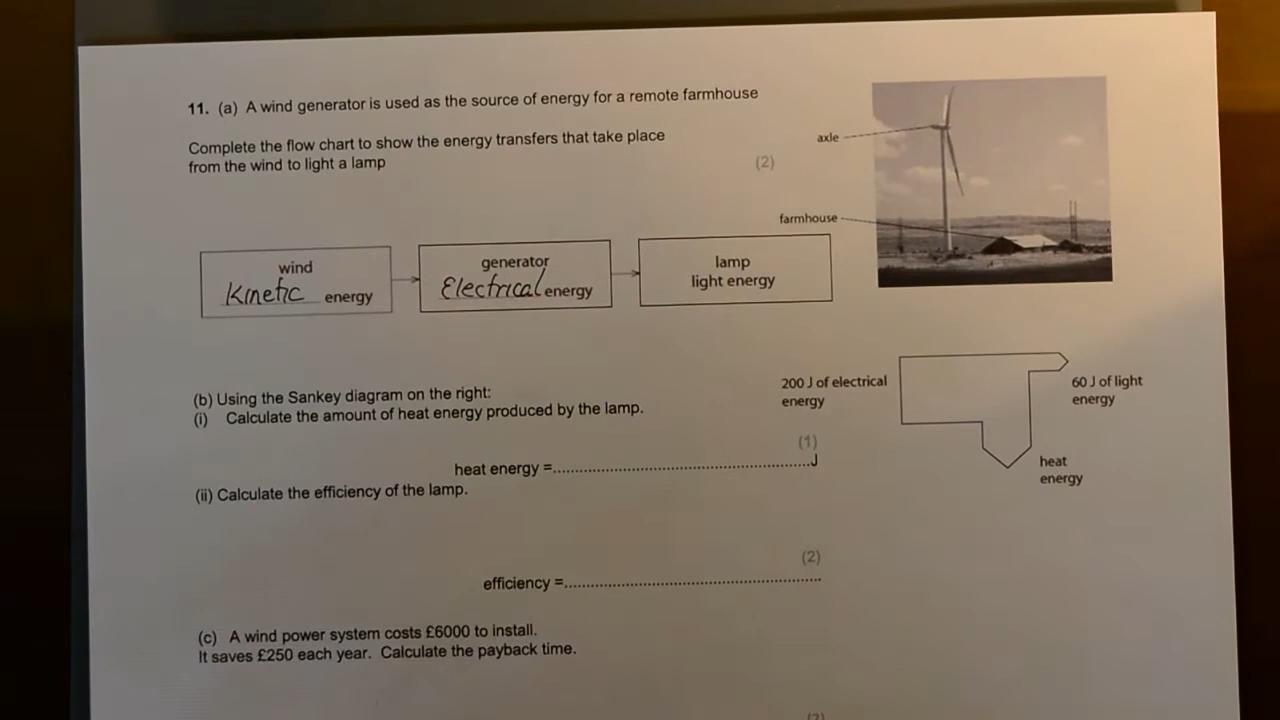 11. (a) A wind generator is used as the source of energy for a remote farmhouse
Complete the flow chart to show the energy transfers that take place
from the wind to light a lamp
(2)
axle
farmhouse
wind
Kinetic energy
generator
Electrical energy
lamp
light energy
(b) Using the Sankey diagram on the right:
(i) Calculate the amount of heat energy produced by the lamp.
200 J of electrical
energy
60 J of light
energy
heat
energy
(1)
heat energy =..........................................................J
(ii) Calculate the efficiency of the lamp.
(2)
efficiency =..........................................................
(c) A wind power system costs £6000 to install.
It saves £250 each year. Calculate the payback time.